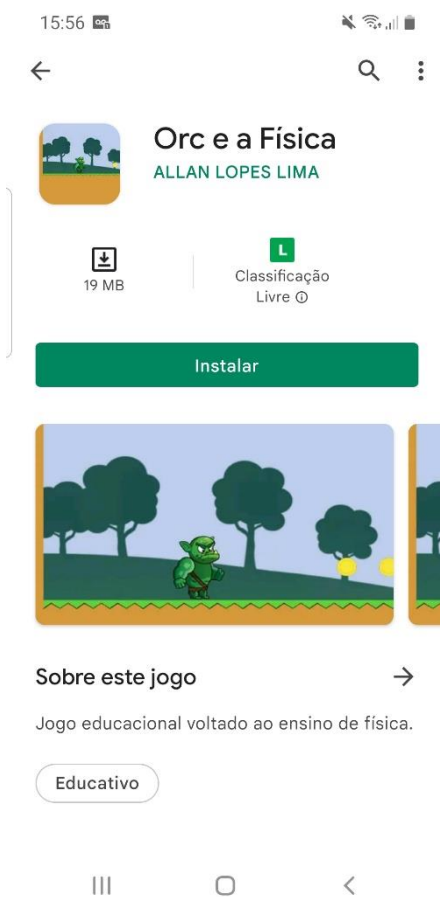 15:56
Orc e a Física
ALLAN LOPES LIMA
19 MB
L
Classificação
Livre
Instalar
Sobre este jogo
Jogo educacional voltado ao ensino de física.
Educativo